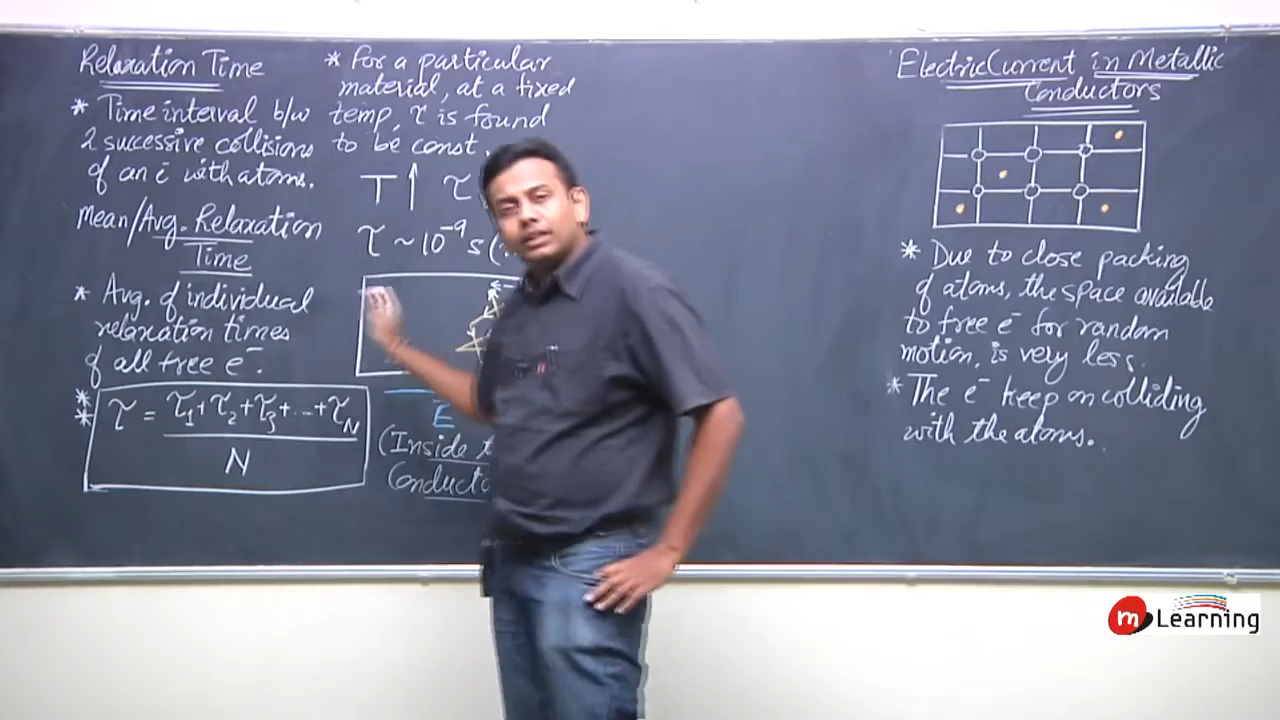 Relaxation Time
* Time interval b/w
2 successive collisions
of an ē with atoms.
Mean/Avg. Relaxation
Time
* Avg. of individual
relaxation times
of all free e⁻.
** τ = τ₁+τ₂+τ₃+...+τ_N
N
* For a particular
material, at a fixed
temp, τ is found
to be const.
T↑ τ
τ ~ 10⁻⁹ s (
E
(Inside
Electric Current in Metallic
Conductors
* Due to close packing
of atoms, the space available
to free e⁻ for random
motion, is very less.
* The e⁻ keep on colliding
with the atoms.
m Learning